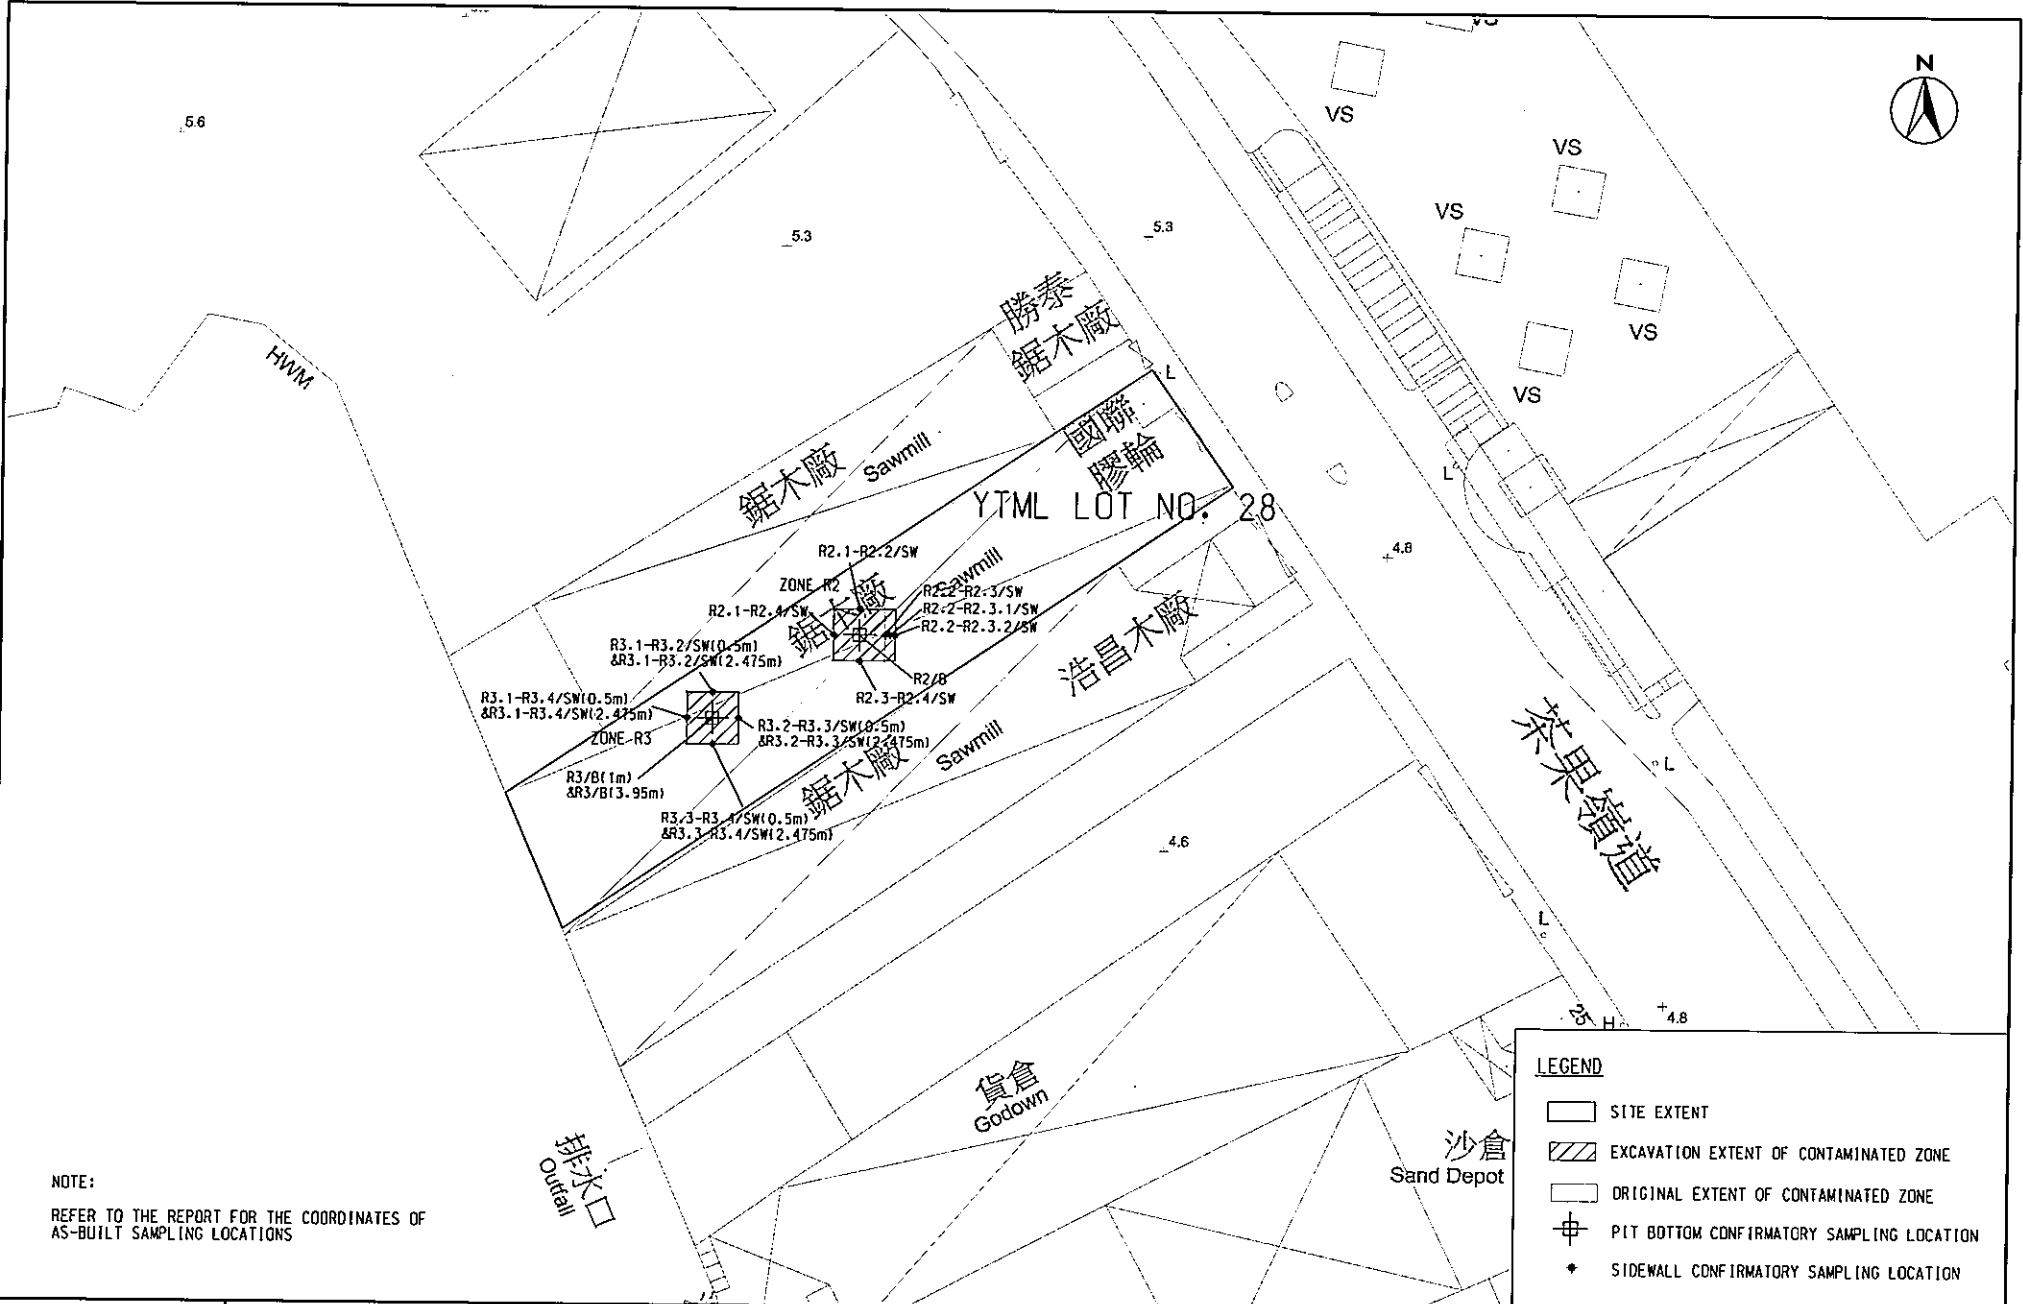 N
5.6
VS
VS
VS
VS
VS
5.3
5.3
勝泰
鋸木廠
HWM
L
國聯
膠輪
鋸木廠
Sawmill
L
YTML LOT NO. 28
4.8
R2.1-R2.2/SW
ZONE R2
Sawmill
鋸木廠
R2.1-R2.4/SW
R2.2-R2.3/SW
R2.2-R2.3.1/SW
R2.2-R2.3.2/SW
R3.1-R3.2/SW(0.5m)
&R3.1-R3.2/SW(2.475m)
R2/B
R2.3-R2.4/SW
浩昌木廠
R3.1-R3.4/SW(0.5m)
&R3.1-R3.4/SW(2.475m)
ZONE R3
R3.2-R3.3/SW(0.5m)
&R3.2-R3.3/SW(2.475m)
鋸木廠
Sawmill
R3/B(1m)
&R3/B(3.95m)
R3.3-R3.4/SW(0.5m)
&R3.3-R3.4/SW(2.475m)
茶果嶺道
L
4.6
L
25
H
4.8
貨倉
Godown
排水口
Outfall
沙倉
Sand Depot
LEGEND
SITE EXTENT
EXCAVATION EXTENT OF CONTAMINATED ZONE
ORIGINAL EXTENT OF CONTAMINATED ZONE
PIT BOTTOM CONFIRMATORY SAMPLING LOCATION
SIDEWALL CONFIRMATORY SAMPLING LOCATION
NOTE:
REFER TO THE REPORT FOR THE COORDINATES OF
AS-BUILT SAMPLING LOCATIONS